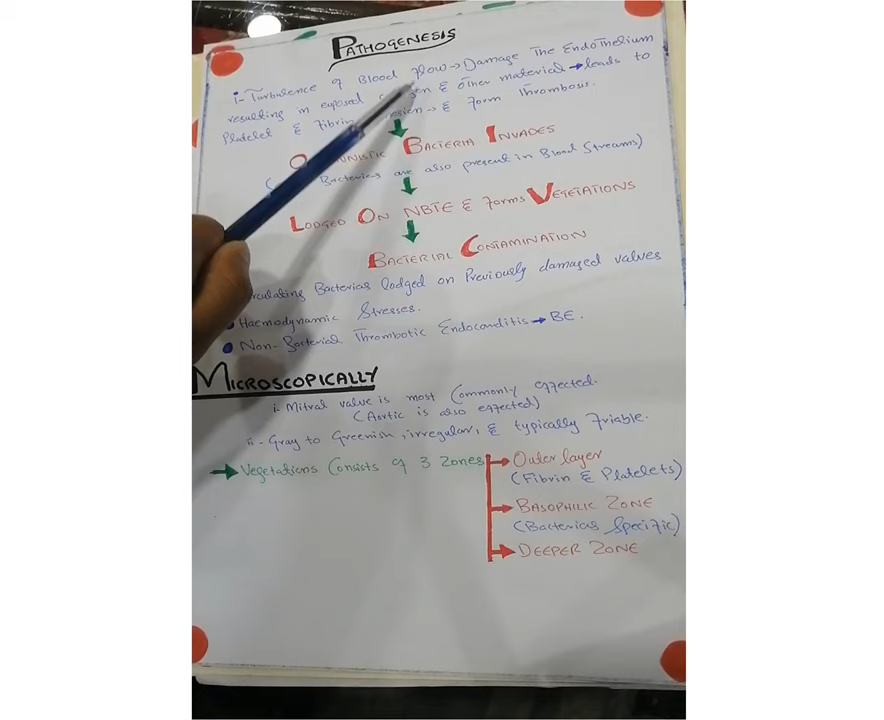 PATHOGENESIS
i- Turbulence of Blood flow → Damage The Endothelium
resulting in exposed & other material → leads to
Platelet & Fibrin → & form Thrombosis.
BACTERIA INVADES
Bacterias are also present in Blood Streams)
LODGED ON NBTE & forms VEGETATIONS
BACTERIAL CONTAMINATION
Bacterias lodged on Previously damaged valves
Haemodynamic Stresses.
Non-Bacterial Thrombotic Endocarditis → BE.
MICROSCOPICALLY
i- Mitral valve is most Commonly effected.
(Aortic is also effected)
ii- Gray to Greenish, irregular, & typically friable.
→ Vegetations Consists of 3 Zones
→ Outer layer
(Fibrin & Platelets)
→ BASOPHILIC ZONE
(Bacterias Specific)
→ DEEPER ZONE